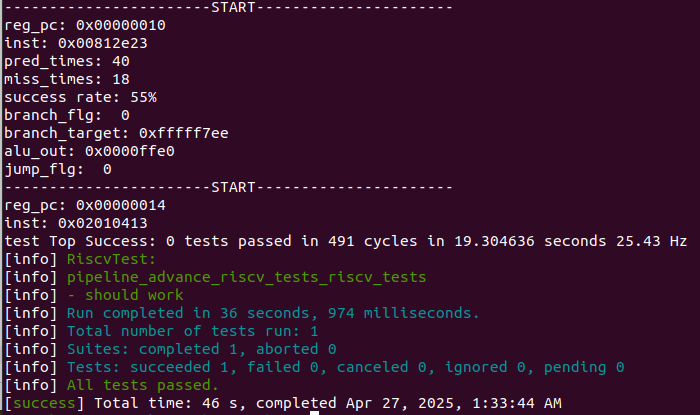 -----------------------START----------------------
reg_pc: 0x00000010
inst: 0x00812e23
pred_times: 40
miss_times: 18
success rate: 55%
branch_flg:  0
branch_target: 0xfffff7ee
alu_out: 0x0000ffe0
jump_flg:  0
-----------------------START----------------------
reg_pc: 0x00000014
inst: 0x02010413
test Top Success: 0 tests passed in 491 cycles in 19.304636 seconds 25.43 Hz
[info] RiscvTest:
[info] pipeline_advance_riscv_tests_riscv_tests
[info] - should work
[info] Run completed in 36 seconds, 974 milliseconds.
[info] Total number of tests run: 1
[info] Suites: completed 1, aborted 0
[info] Tests: succeeded 1, failed 0, canceled 0, ignored 0, pending 0
[info] All tests passed.
[success] Total time: 46 s, completed Apr 27, 2025, 1:33:44 AM